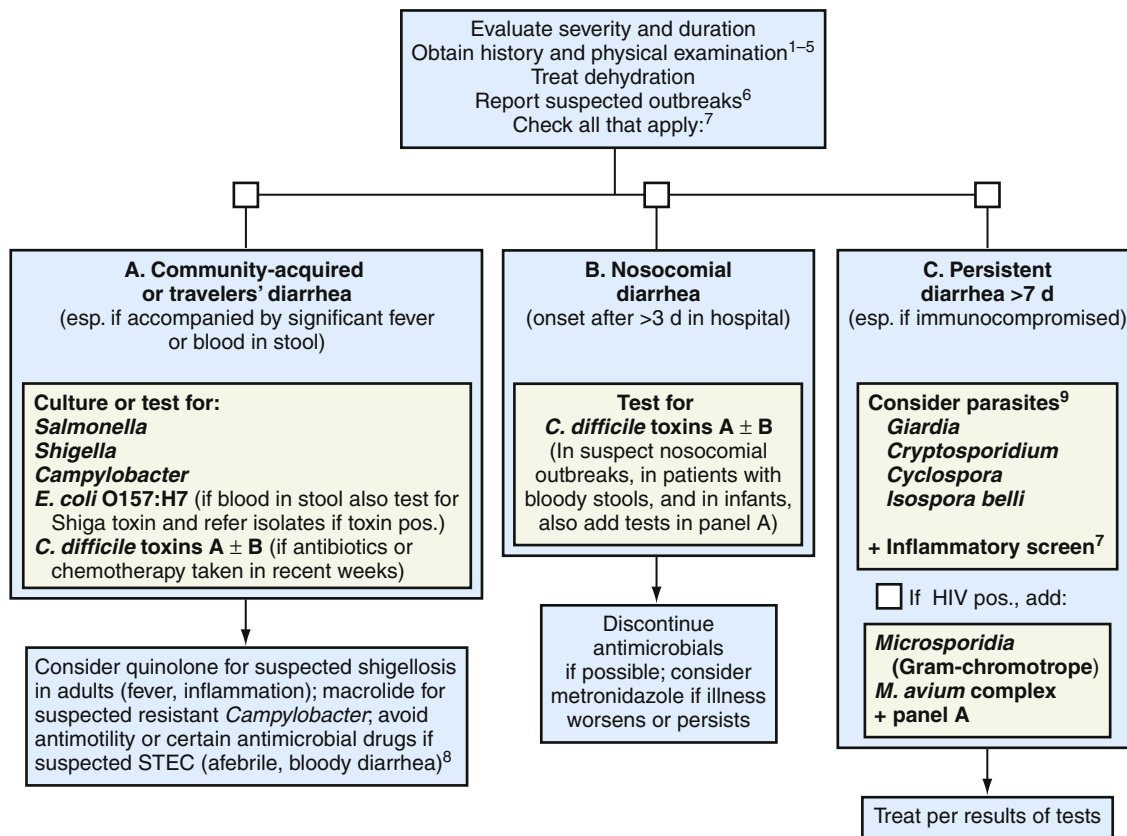 Evaluate severity and duration
Obtain history and physical examination1–5
Treat dehydration
Report suspected outbreaks6
Check all that apply:7
A. Community-acquired
or travelers’ diarrhea
(esp. if accompanied by significant fever
or blood in stool)
Culture or test for:
Salmonella
Shigella
Campylobacter
E. coli O157:H7 (if blood in stool also test for
Shiga toxin and refer isolates if toxin pos.)
C. difficile toxins A ± B (if antibiotics or
chemotherapy taken in recent weeks)
Consider quinolone for suspected shigellosis
in adults (fever, inflammation); macrolide for
suspected resistant Campylobacter; avoid
antimotility or certain antimicrobial drugs if
suspected STEC (afebrile, bloody diarrhea)8
B. Nosocomial
diarrhea
(onset after >3 d in hospital)
Test for
C. difficile toxins A ± B
(In suspect nosocomial
outbreaks, in patients with
bloody stools, and in infants,
also add tests in panel A)
Discontinue
antimicrobials
if possible; consider
metronidazole if illness
worsens or persists
C. Persistent
diarrhea >7 d
(esp. if immunocompromised)
Consider parasites9
Giardia
Cryptosporidium
Cyclospora
Isospora belli
+ Inflammatory screen7
If HIV pos., add:
Microsporidia
(Gram-chromotrope)
M. avium complex
+ panel A
Treat per results of tests